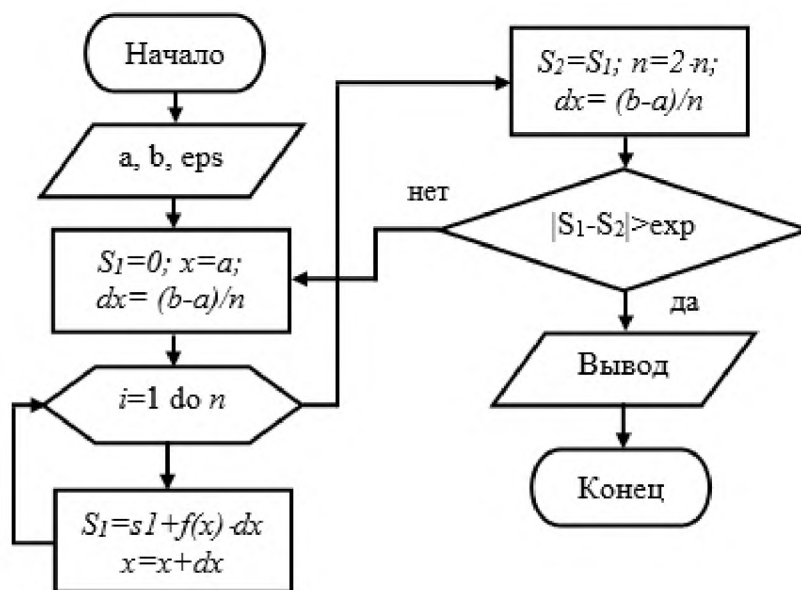 Начало
a, b, eps
S₁=0; x=a;
dx= (b-a)/n
i=1 do n
S₁=s1+f(x)·dx
x=x+dx
S₂=S₁; n=2·n;
dx= (b-a)/n
нет
|S₁-S₂|>exp
да
Вывод
Конец